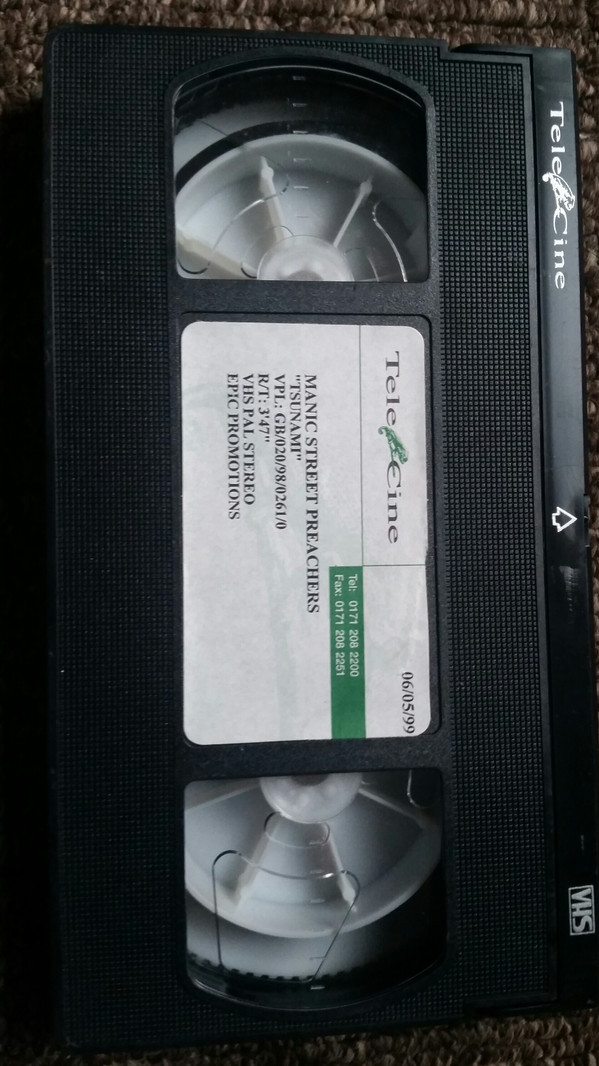 Tele Cine
Tele Cine
06/05/99
Tel: 0171 208 2200
Fax: 0171 208 2251
MANIC STREET PREACHERS
"TSUNAMI"
VPL: GB/020/98/0261/0
R/T: 3'47"
VHS PAL STEREO
EPIC PROMOTIONS
VHS